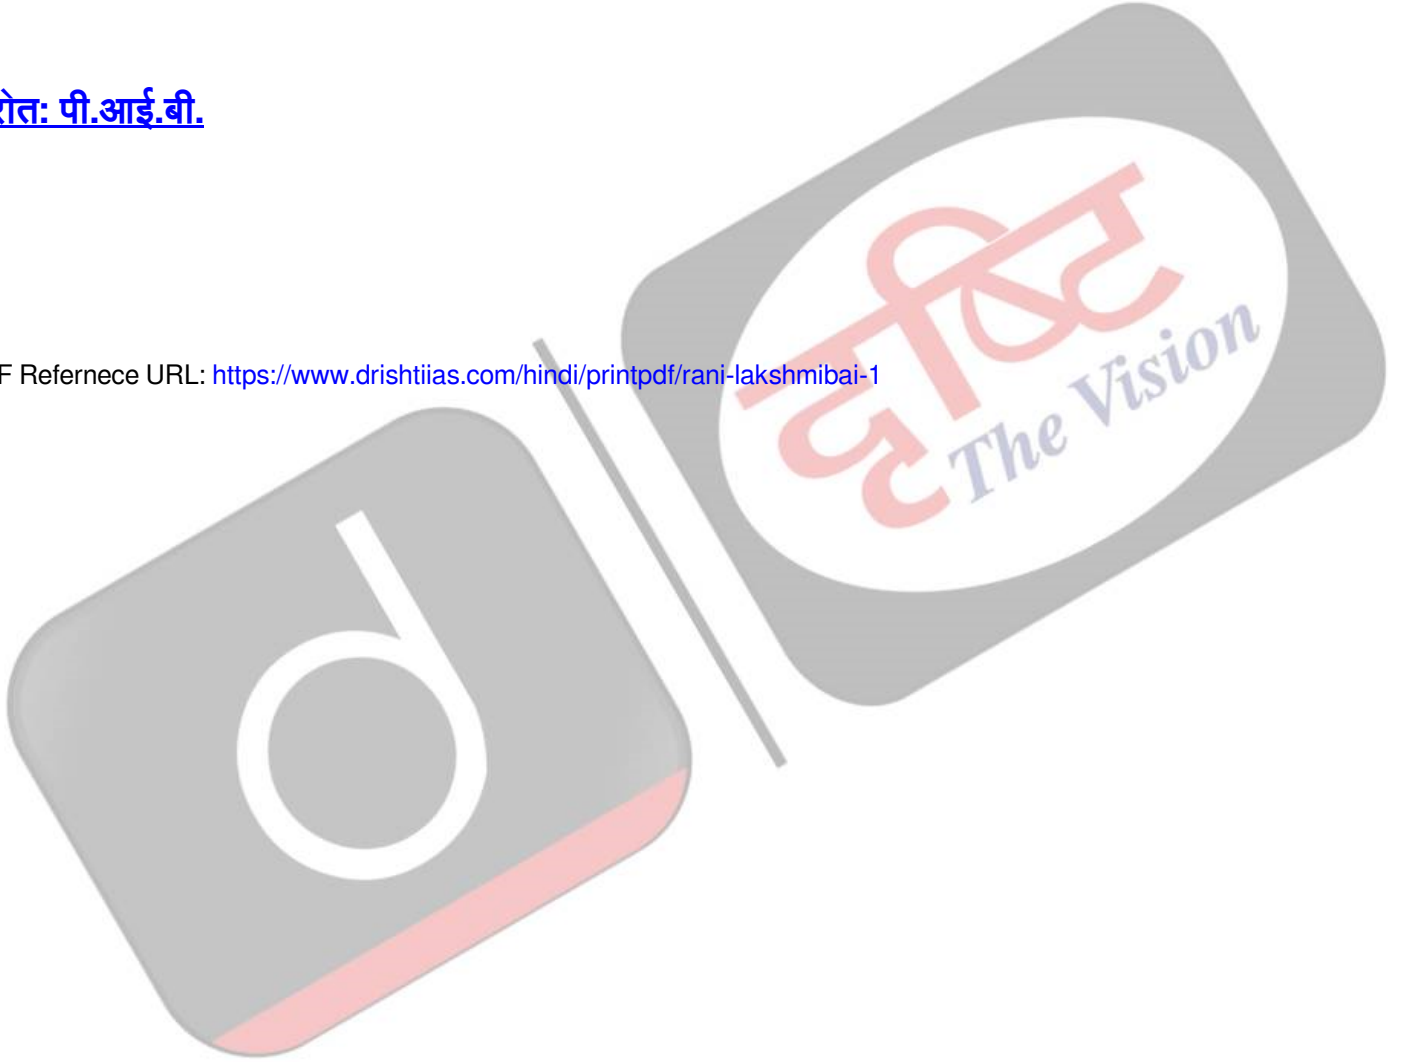 रोत: पी.आई.बी.
दृष्टि
The Vision
F Refernece URL: https://www.drishtiias.com/hindi/printpdf/rani-lakshmibai-1
d